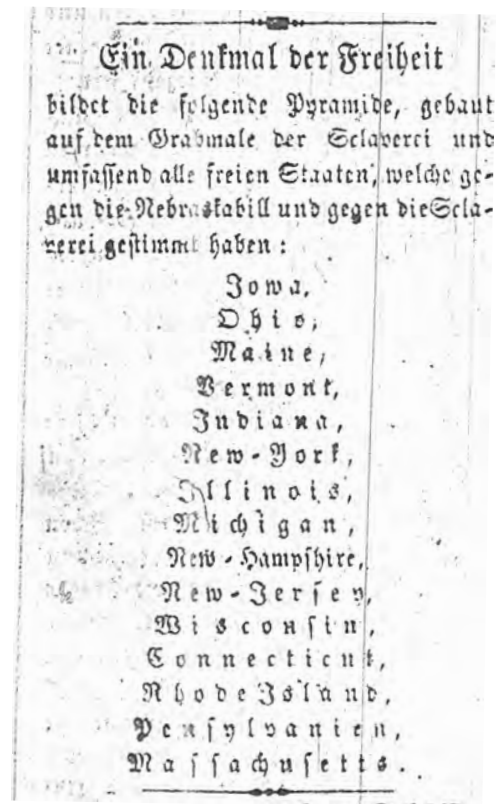 Ein Denkmal der Freiheit
bildet die folgende Pyramide, gebaut
auf dem Grabmale der Sclaverei und
umfassend alle freien Staaten, welche ge-
gen die Nebraskabill und gegen die Scla-
verei gestimmt haben:
Iowa,
Ohio,
Maine,
Vermont,
Indiana,
New-York,
Illinois,
Michigan,
New-Hampshire,
New-Jersey,
Wisconsin,
Connecticut,
Rhode Island,
Pensylvanien,
Massachusetts.